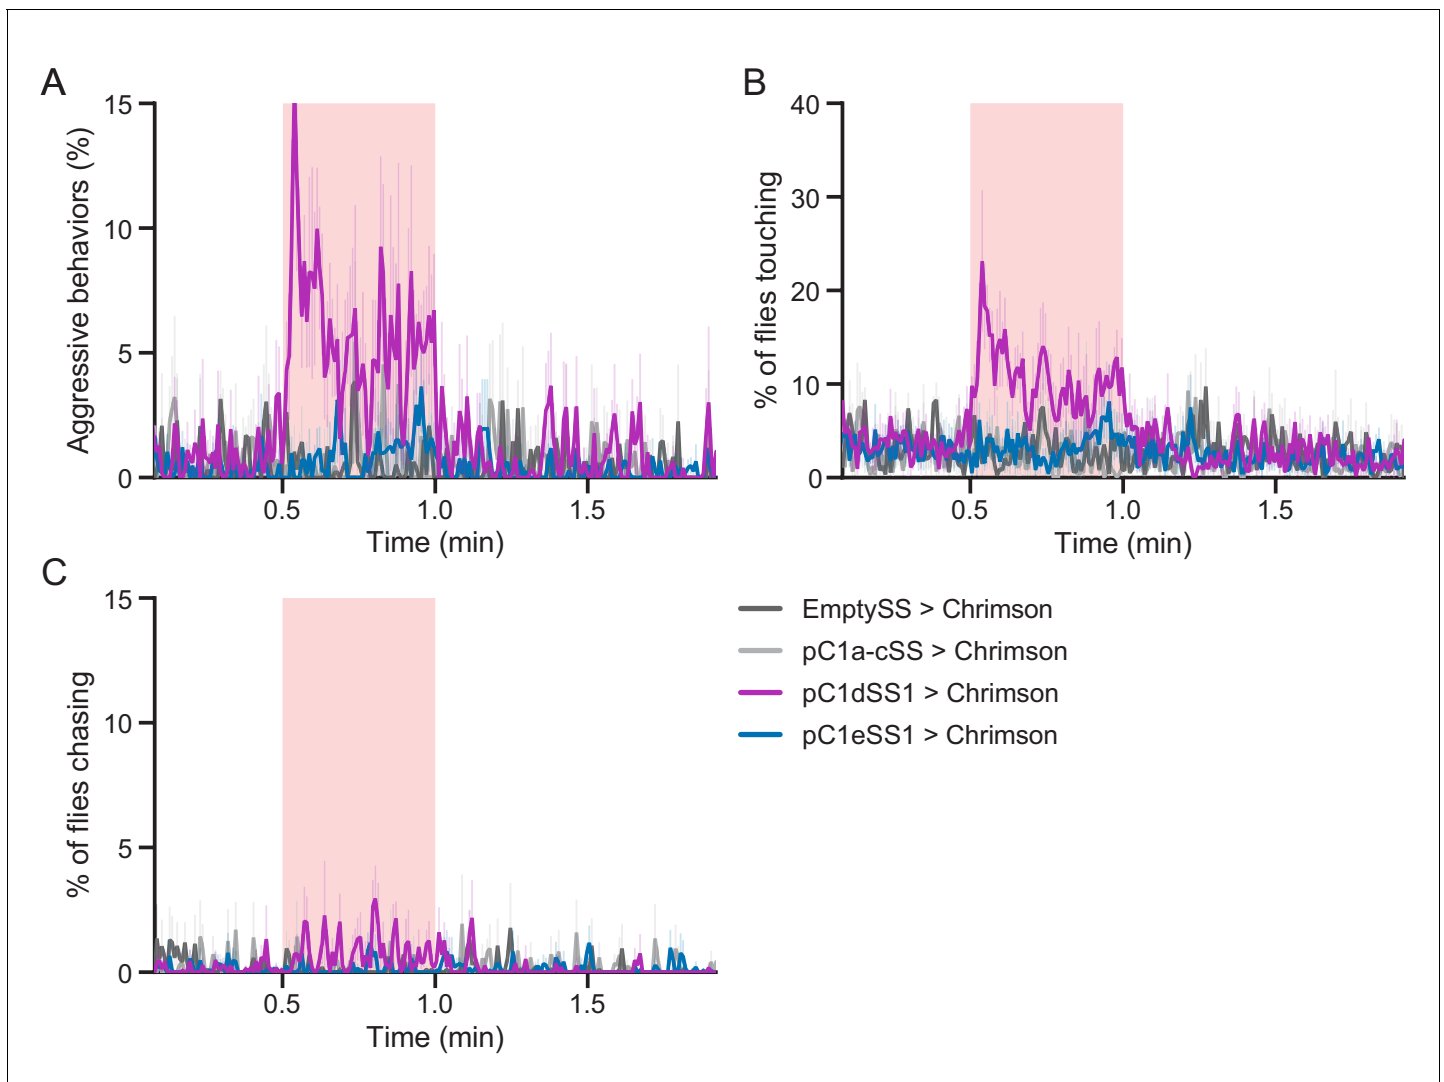 A
15
10
5
0
Aggressive behaviors (%)
0.5 1.0 1.5
Time (min)
B
40
30
20
10
0
% of flies touching
0.5 1.0 1.5
Time (min)
C
15
10
5
0
% of flies chasing
0.5 1.0 1.5
Time (min)
EmptySS > Chrimson
pC1a-cSS > Chrimson
pC1dSS1 > Chrimson
pC1eSS1 > Chrimson